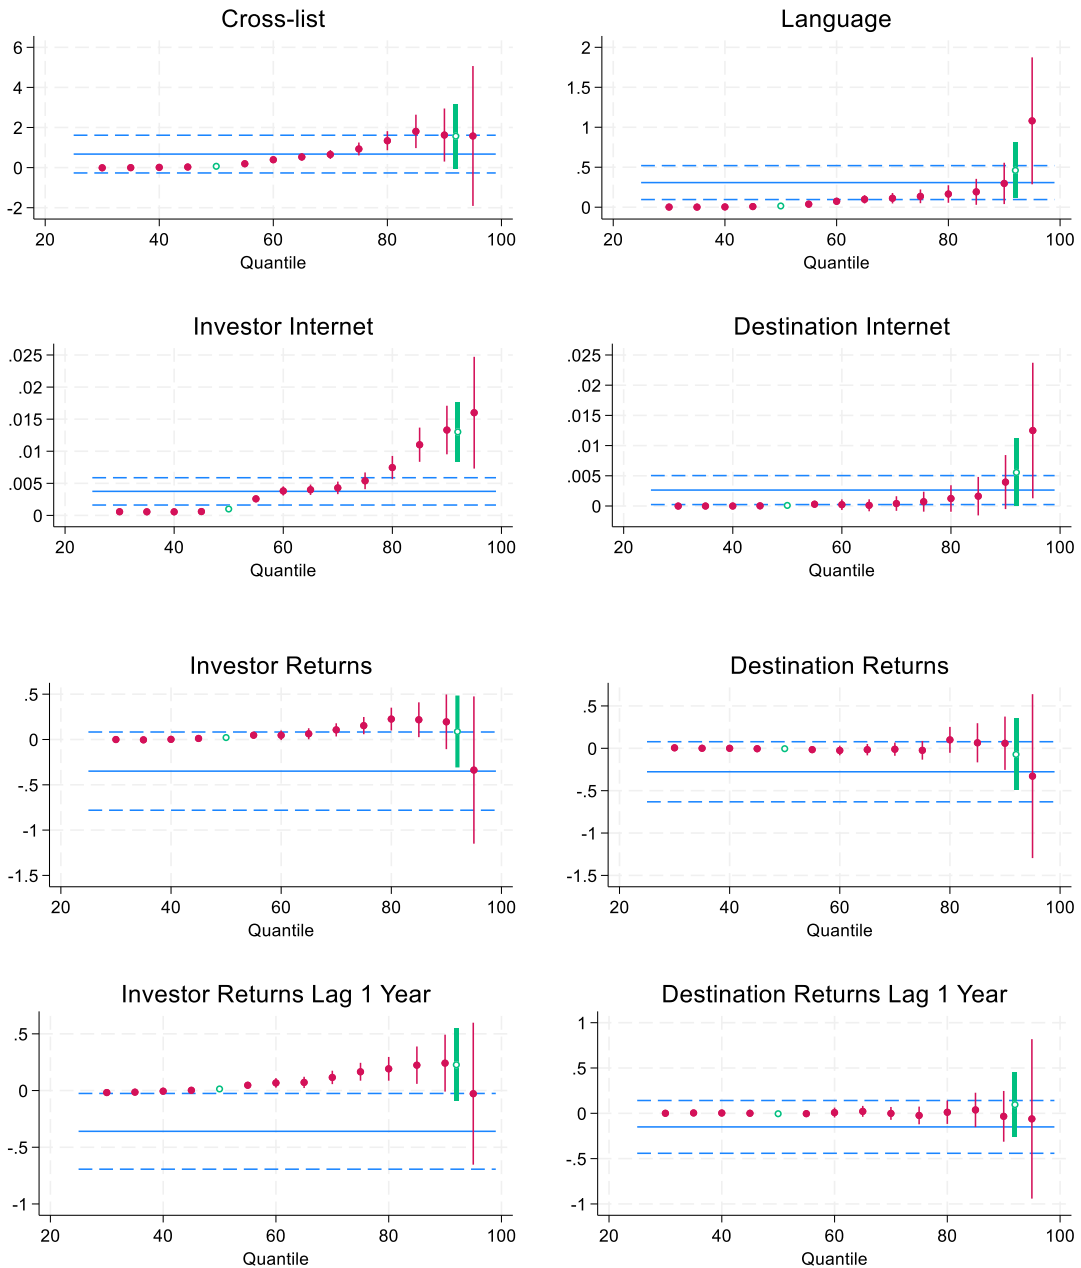 Cross-list
6
4
2
0
-2
20 40 60 80 100
Quantile
Language
2
1.5
1
.5
0
20 40 60 80 100
Quantile
Investor Internet
.025
.02
.015
.01
.005
0
20 40 60 80 100
Quantile
Destination Internet
.025
.02
.015
.01
.005
0
20 40 60 80 100
Quantile
Investor Returns
.5
0
-.5
-1
-1.5
20 40 60 80 100
Quantile
Destination Returns
.5
0
-.5
-1
-1.5
20 40 60 80 100
Quantile
Investor Returns Lag 1 Year
.5
0
-.5
-1
20 40 60 80 100
Quantile
Destination Returns Lag 1 Year
1
.5
0
-.5
-1
20 40 60 80 100
Quantile